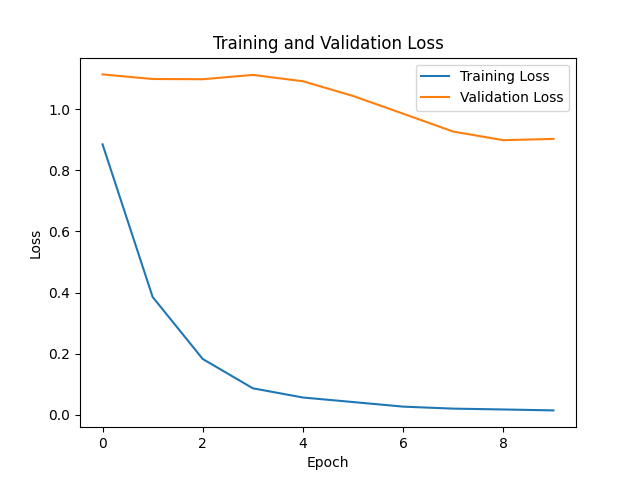 Training and Validation Loss
Training Loss
Validation Loss
1.0
0.8
0.6
0.4
0.2
0.0
Loss
0 2 4 6 8
Epoch